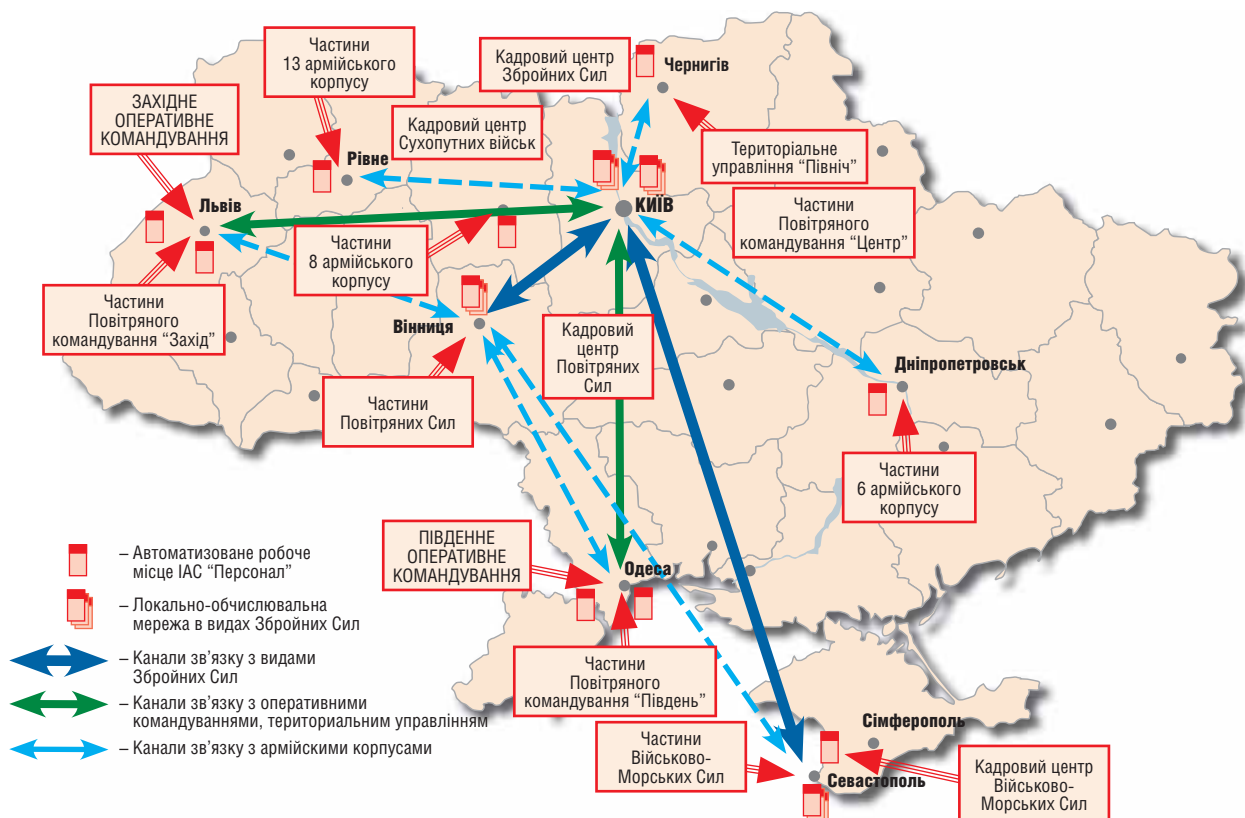 Частини
13 армійського
корпусу
Кадровий центр
Збройних Сил
Чернигів
ЗАХІДНЕ
ОПЕРАТИВНЕ
КОМАНДУВАННЯ
Кадровий центр
Сухопутних військ
Територіальне
управління “Північ”
Рівне
Львів
КИЇВ
Частини
Повітряного
командування “Центр”
Частини
8 армійського
корпусу
Частини
Повітряного
командування “Захід”
Вінниця
Кадровий
центр
Повітряних
Сил
Дніпропетровськ
Частини
Повітряних Сил
Частини
6 армійського
корпусу
ПІВДЕННЕ
ОПЕРАТИВНЕ
КОМАНДУВАННЯ
Одеса
– Автоматизоване робоче
місце ІАС “Персонал”
– Локально-обчислювальна
мережа в видах Збройних Сил
– Канали зв’язку з видами
Збройних Сил
– Канали зв’язку з оперативними
командуваннями, териториальним управлінням
– Канали зв’язку з армійскими корпусами
Частини
Повітряного
командування “Південь”
Частини
Військово-
Морських Сил
Сімферополь
Севастополь
Кадровий центр
Військово-
Морських Сил